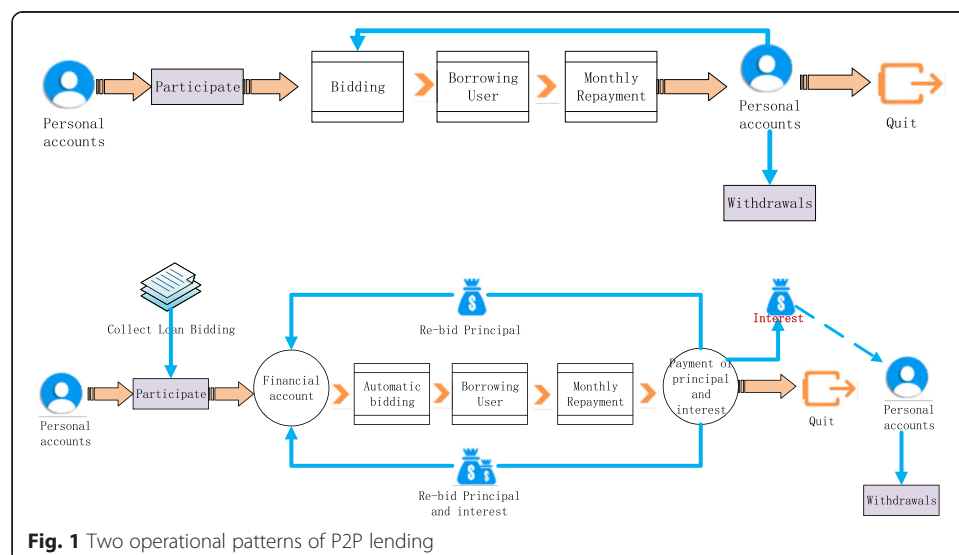 Personal
accounts
Participate
Bidding
Borrowing
User
Monthly
Repayment
Personal
accounts
Quit
Withdrawals
Collect Loan Bidding
Re-bid Principal
Interest
Personal
accounts
Participate
Financial
account
Automatic
bidding
Borrowing
User
Monthly
Repayment
Payment of
principal
and
interest
Quit
Personal
accounts
Re-bid Principal
and interest
Withdrawals
Fig. 1 Two operational patterns of P2P lending